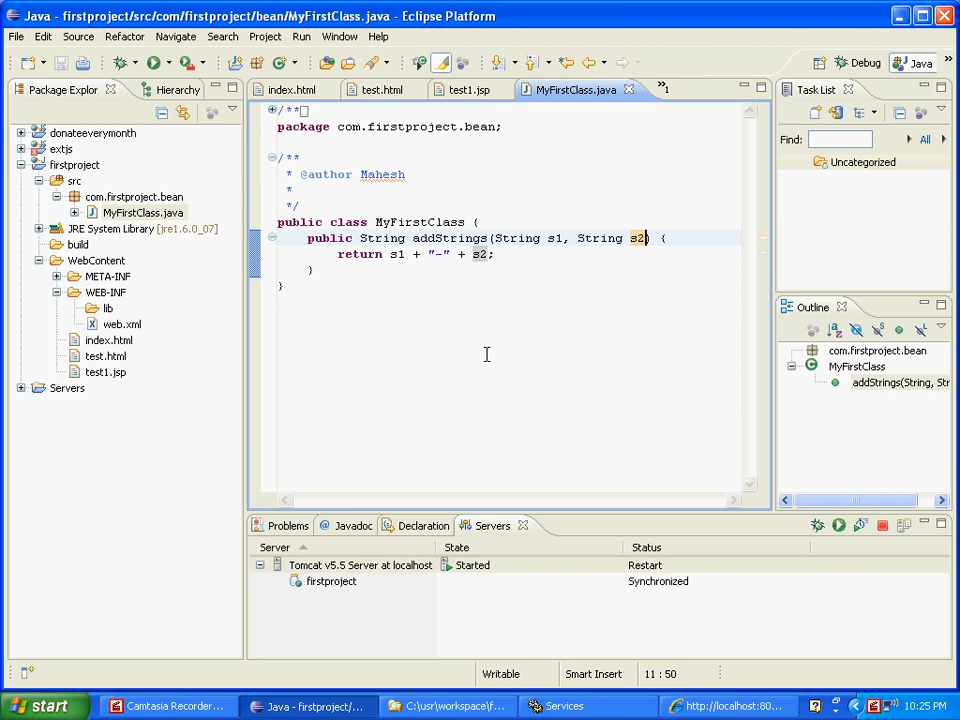 Java - firstproject/src/com/firstproject/bean/MyFirstClass.java - Eclipse Platform
File Edit Source Refactor Navigate Search Project Run Window Help
Debug Java »
Package Explor Hierarchy
donateeverymonth
extjs
firstproject
src
com.firstproject.bean
MyFirstClass.java
JRE System Library [jre1.6.0_07]
build
WebContent
META-INF
WEB-INF
lib
web.xml
index.html
test.html
test1.jsp
Servers
index.html test.html test1.jsp MyFirstClass.java »1
/**
package com.firstproject.bean;
/**
* @author Mahesh
*
*/
public class MyFirstClass {
public String addStrings(String s1, String s2) {
return s1 + "-" + s2;
}
}
Task List
Find: All
Uncategorized
Outline
com.firstproject.bean
MyFirstClass
addStrings(String, Str
Problems @ Javadoc Declaration Servers
Server State Status
Tomcat v5.5 Server at localhost Started Restart
firstproject Synchronized
Writable Smart Insert 11 : 50
start Camtasia Recorder... Java - firstproject/... C:\usr\workspace\f... Services http://localhost:80... 10:25 PM